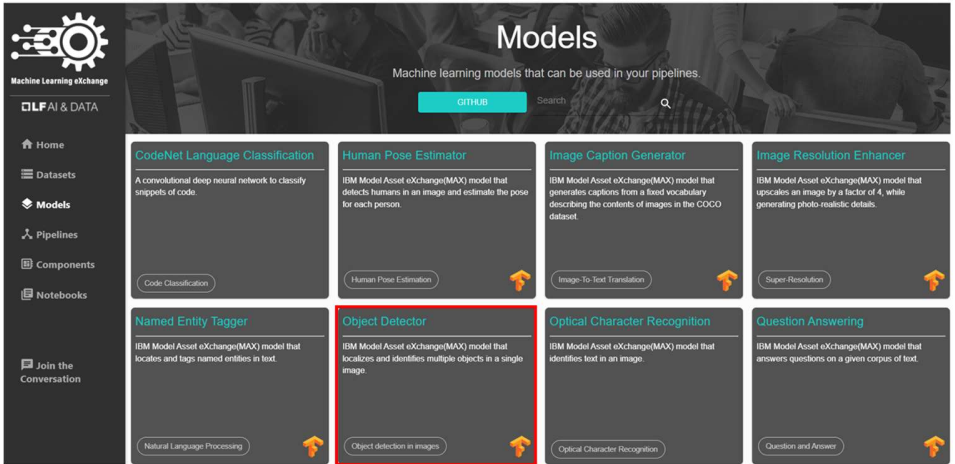 Models
Machine learning models that can be used in your pipelines.
GITHUB
Search
Machine Learning eXchange
LF AI & DATA
Home
Datasets
Models
Pipelines
Components
Notebooks
Join the
Conversation
CodeNet Language Classification
A convolutional deep neural network to classify
snippets of code.
Code Classification
Human Pose Estimator
IBM Model Asset eXchange(MAX) model that
detects humans in an image and estimate the pose
for each person.
Human Pose Estimation
Image Caption Generator
IBM Model Asset eXchange(MAX) model that
generates captions from a fixed vocabulary
describing the contents of images in the COCO
dataset.
Image-To-Text Translation
Image Resolution Enhancer
IBM Model Asset eXchange(MAX) model that
upscales an image by a factor of 4, while
generating photo-realistic details.
Super-Resolution
Named Entity Tagger
IBM Model Asset eXchange(MAX) model that
locates and tags named entities in text.
Natural Language Processing
Object Detector
IBM Model Asset eXchange(MAX) model that
localizes and identifies multiple objects in a single
image.
Object detection in images
Optical Character Recognition
IBM Model Asset eXchange(MAX) model that
identifies text in an image.
Optical Character Recognition
Question Answering
IBM Model Asset eXchange(MAX) model that
answers questions on a given corpus of text.
Question and Answer